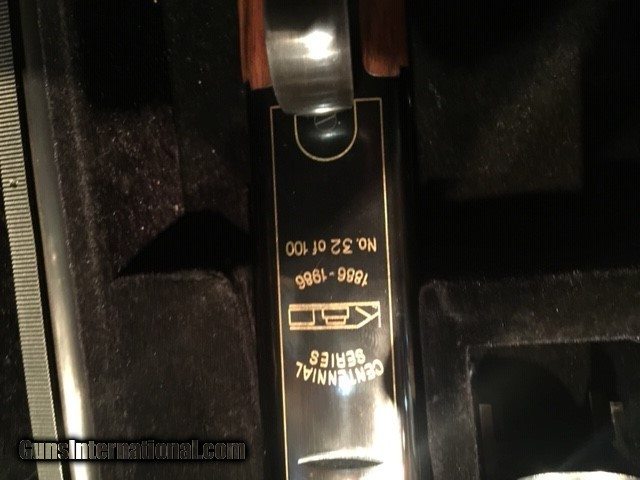 CENTENNIAL
SERIES
1886 - 1986
No. 32 of 100
GunsInternational.com